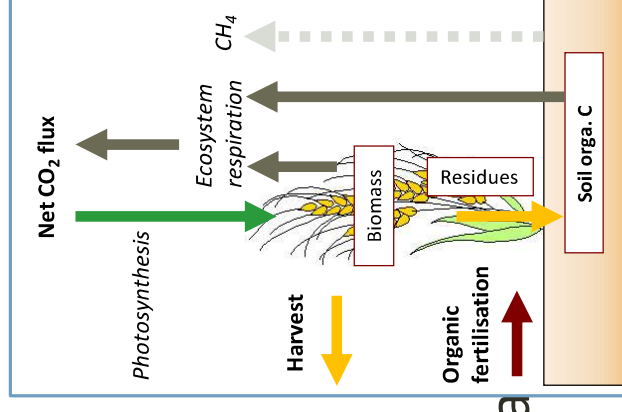 Net CO₂ flux
Photosynthesis
CH₄
Ecosystem
respiration
Biomass
Residues
Harvest
Organic
fertilisation
Soil orga. C
a